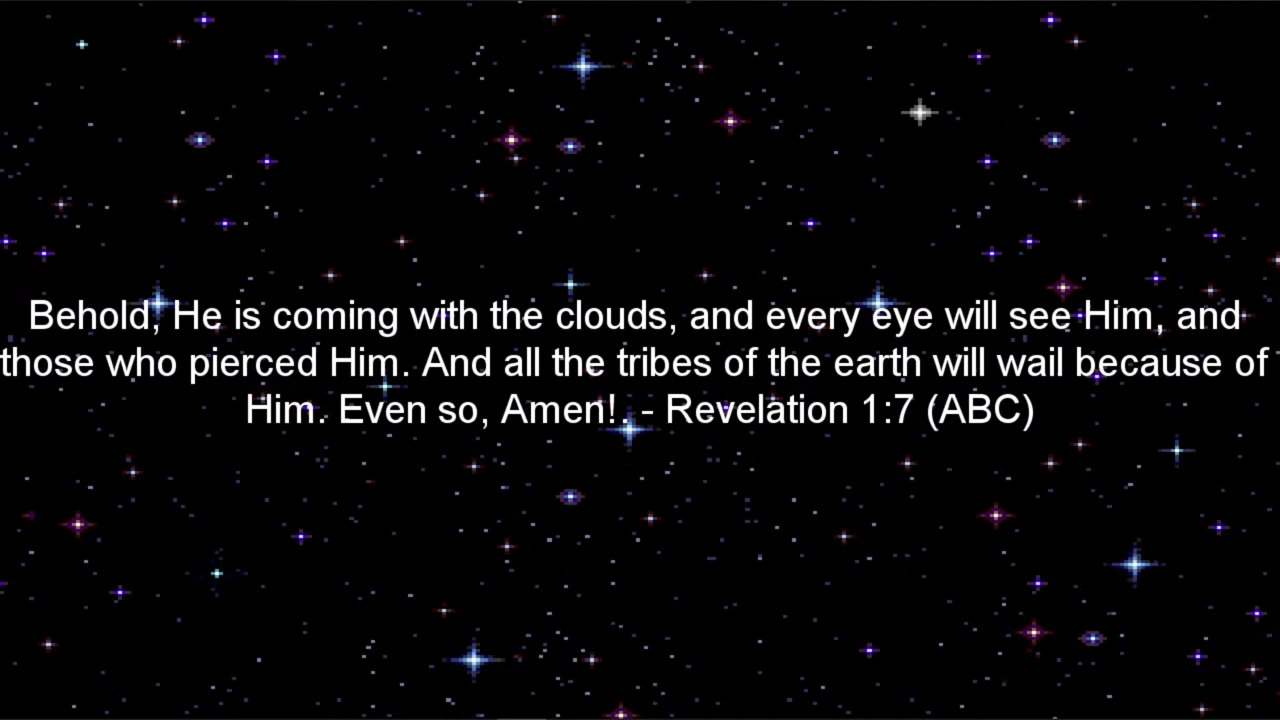 Behold, He is coming with the clouds, and every eye will see Him, and
those who pierced Him. And all the tribes of the earth will wail because of
Him. Even so, Amen!. - Revelation 1:7 (ABC)